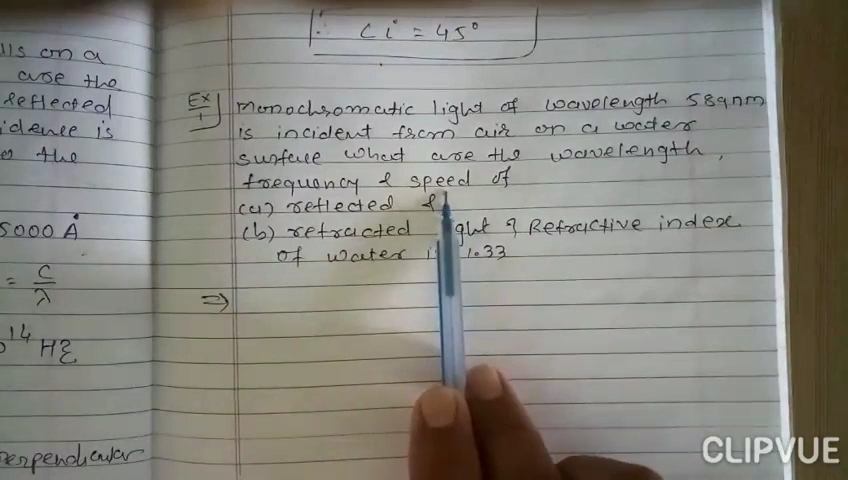 ∴ ∠i = 45°
lls on a
are the
reflected
idence is
the
5000 Å
= C/λ
14 Hz
perpendicular
Ex 1
Monochromatic light of wavelength 589nm
is incident from air on a water
surface what are the wavelength,
frequency & speed of
(a) reflected &
(b) refracted ght ? Refractive index
of water i 1.33
⇒
CLIPVUE